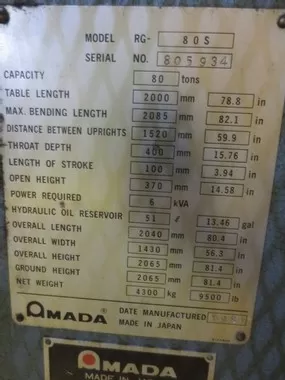 MODEL RG- 80S
SERIAL NO. 805934
CAPACITY 80 tons
TABLE LENGTH 2000 mm 78.8 in
MAX. BENDING LENGTH 2085 mm 82.1 in
DISTANCE BETWEEN UPRIGHTS 1520 mm 59.9 in
THROAT DEPTH 400 mm 15.76 in
LENGTH OF STROKE 100 mm 3.94 in
OPEN HEIGHT 370 mm 14.58 in
POWER REQUIRED 6 kVA
HYDRAULIC OIL RESERVOIR 51 ℓ 13.46 gal
OVERALL LENGTH 2040 mm 80.4 in
OVERALL WIDTH 1430 mm 56.3 in
OVERALL HEIGHT 2065 mm 81.4 in
GROUND HEIGHT 2065 mm 81.4 in
NET WEIGHT 4300 kg 9500 lb
AMADA® DATE MANUFACTURED
MADE IN JAPAN
AMADA
MADE IN